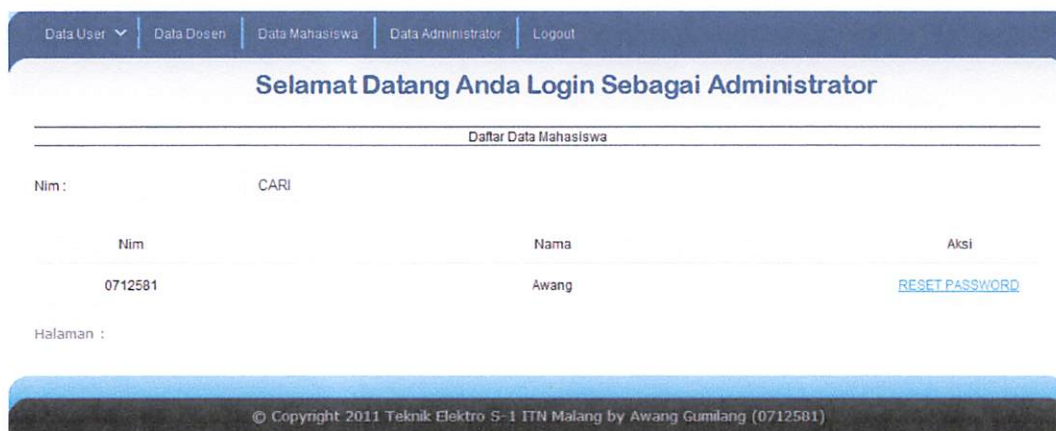 Data User Data Dosen Data Mahasiswa Data Administrator Logout
Selamat Datang Anda Login Sebagai Administrator
Daftar Data Mahasiswa
Nim : CARI
Nim Nama Aksi
0712581 Awang RESET PASSWORD
Halaman :
© Copyright 2011 Teknik Elektro S-1 ITN Malang by Awang Gumilang (0712581)